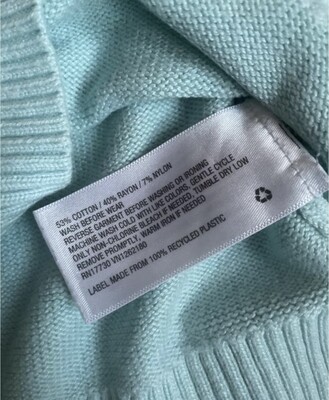 53% COTTON / 40% RAYON / 7% NYLON
WASH BEFORE WEAR
REVERSE GARMENT BEFORE WASHING OR IRONING
MACHINE WASH COLD WITH LIKE COLORS, GENTLE CYCLE
ONLY NON-CHLORINE BLEACH IF NEEDED, TUMBLE DRY LOW
REMOVE PROMPTLY, WARM IRON IF NEEDED
RN17730 VN1262160
LABEL MADE FROM 100% RECYCLED PLASTIC